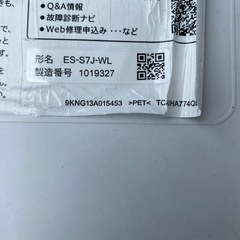 ● Q&A情報
● 故障診断ナビ
● Web修理申込み ・・・など
形名 ES-S7J-WL
製造番号 1019327
9KNG13A015453 >PET<